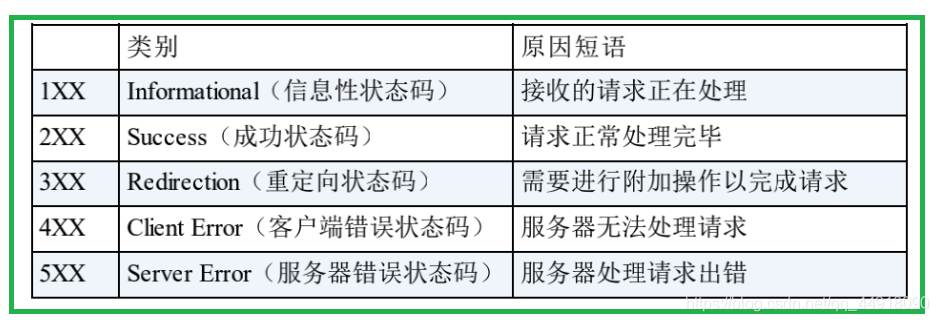 类别 原因短语
1XX Informational（信息性状态码） 接收的请求正在处理
2XX Success（成功状态码） 请求正常处理完毕
3XX Redirection（重定向状态码） 需要进行附加操作以完成请求
4XX Client Error（客户端错误状态码） 服务器无法处理请求
5XX Server Error（服务器错误状态码） 服务器处理请求出错